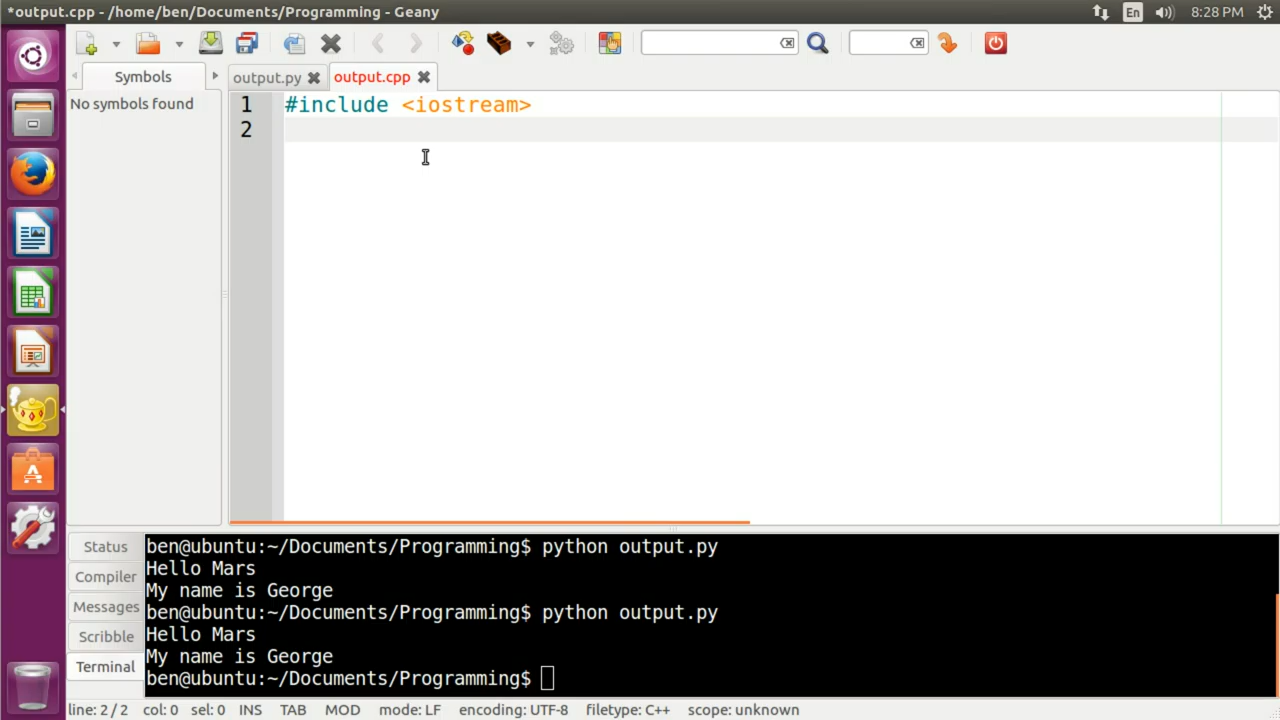 *output.cpp - /home/ben/Documents/Programming - Geany
En
8:28 PM
Symbols
output.py
output.cpp
No symbols found
1 #include <iostream>
2
Status
Compiler
Messages
Scribble
Terminal
ben@ubuntu:~/Documents/Programming$ python output.py
Hello Mars
My name is George
ben@ubuntu:~/Documents/Programming$ python output.py
Hello Mars
My name is George
ben@ubuntu:~/Documents/Programming$
line: 2 / 2 col: 0 sel: 0 INS TAB MOD mode: LF encoding: UTF-8 filetype: C++ scope: unknown